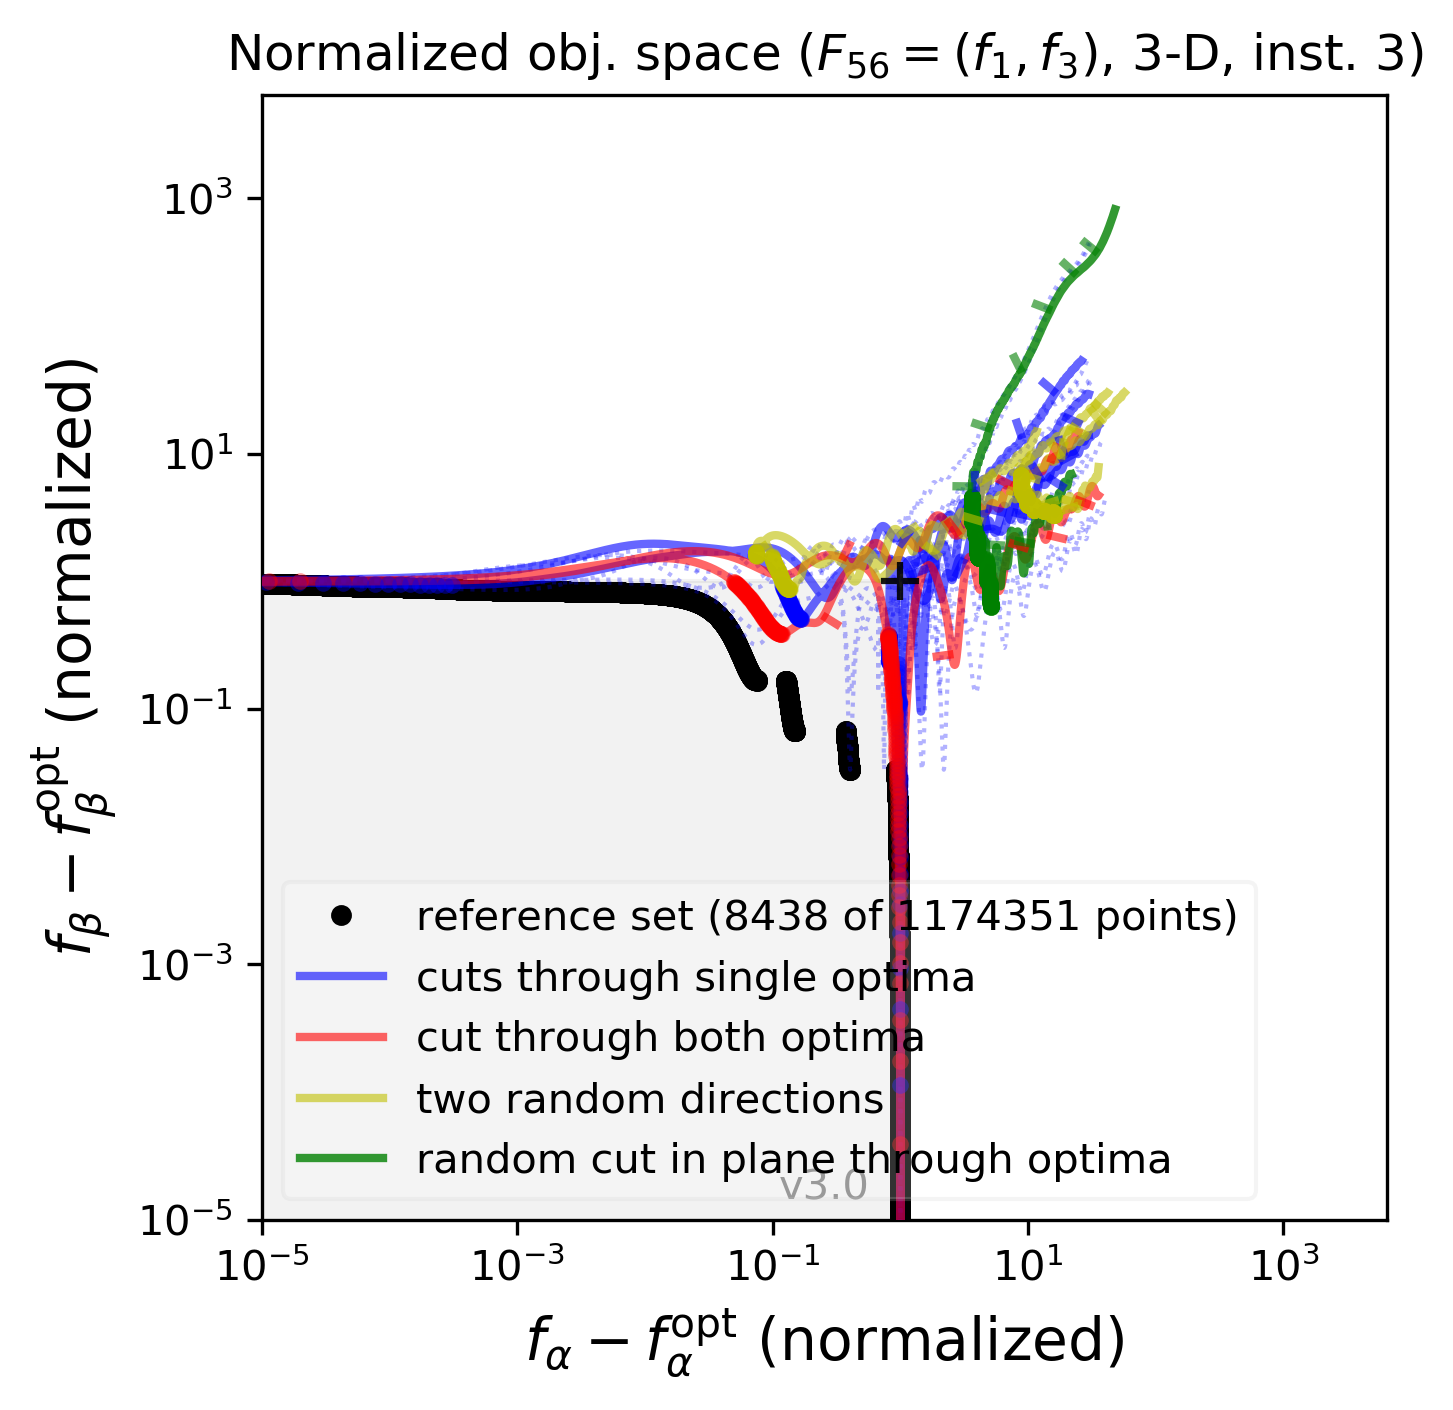 Normalized obj. space (F₅₆ = (f₁, f₃), 3-D, inst. 3)
f_β − f_β^opt (normalized)
10³
10¹
10⁻¹
10⁻³
10⁻⁵
reference set (8438 of 1174351 points)
cuts through single optima
cut through both optima
two random directions
random cut in plane through optima
v3.0
10⁻⁵ 10⁻³ 10⁻¹ 10¹ 10³
f_α − f_α^opt (normalized)